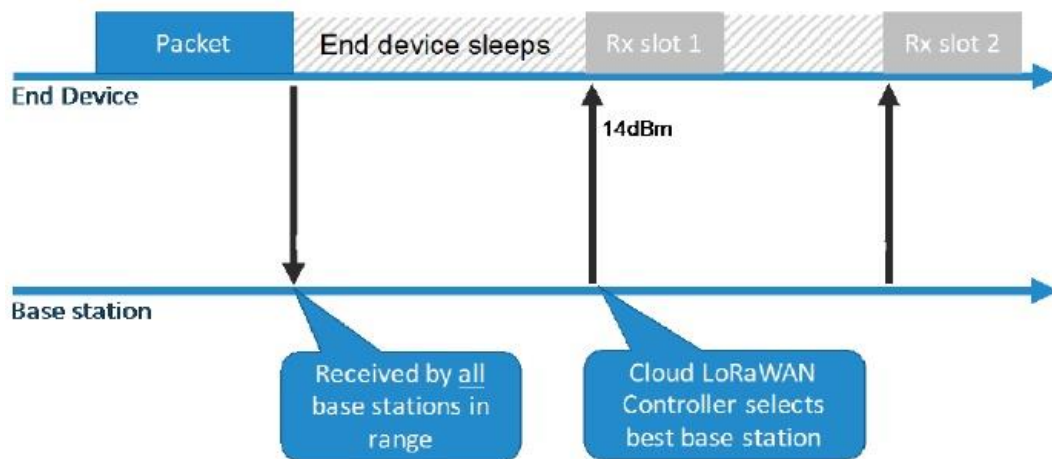 Packet
End device sleeps
Rx slot 1
Rx slot 2
End Device
14dBm
Base station
Received by all
base stations in
range
Cloud LoRaWAN
Controller selects
best base station